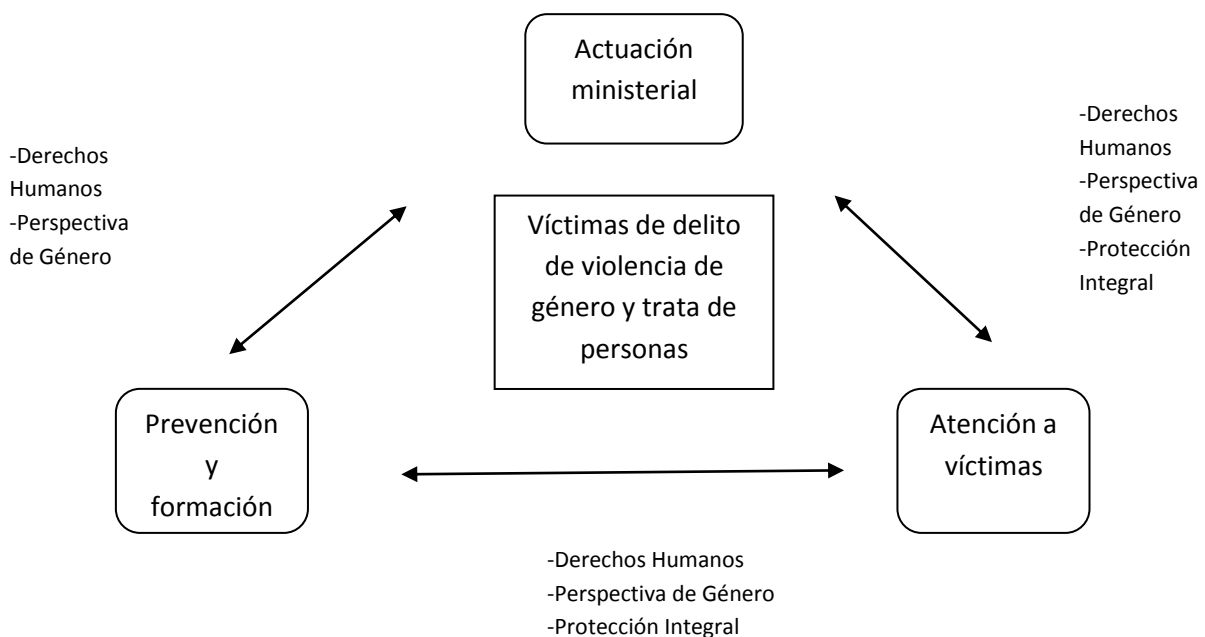 Actuación
ministerial
-Derechos
Humanos
-Perspectiva
de Género
-Derechos
Humanos
-Perspectiva
de Género
-Protección
Integral
Víctimas de delito
de violencia de
género y trata de
personas
Prevención
y
formación
Atención a
víctimas
-Derechos Humanos
-Perspectiva de Género
-Protección Integral